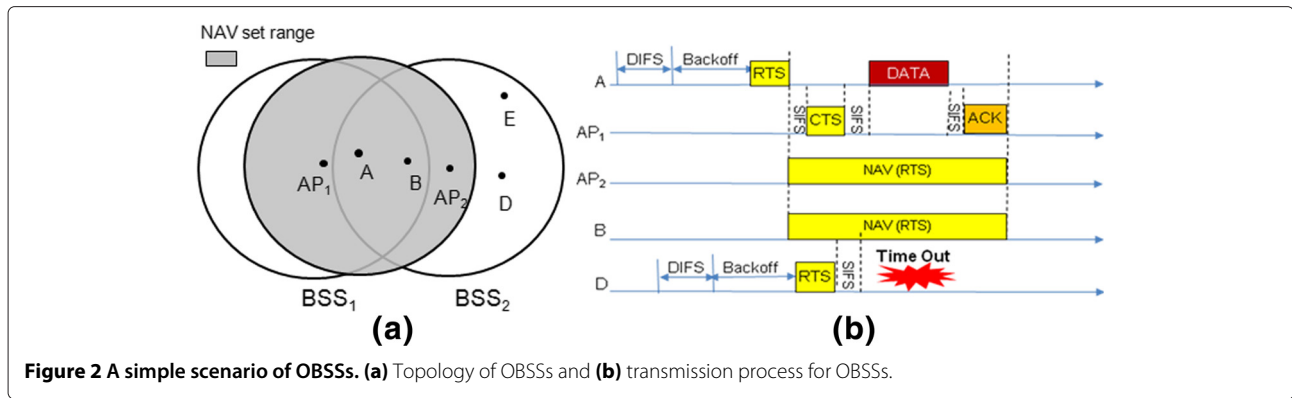 NAV set range
E
AP1
A
B
AP2
D
BSS1
BSS2
(a)
DIFS
Backoff
A
RTS
DATA
AP1
SIFS
CTS
SIFS
SIFS
ACK
AP2
NAV (RTS)
B
NAV (RTS)
D
DIFS
Backoff
RTS
SIFS
Time Out
(b)
Figure 2 A simple scenario of OBSSs. (a) Topology of OBSSs and (b) transmission process for OBSSs.